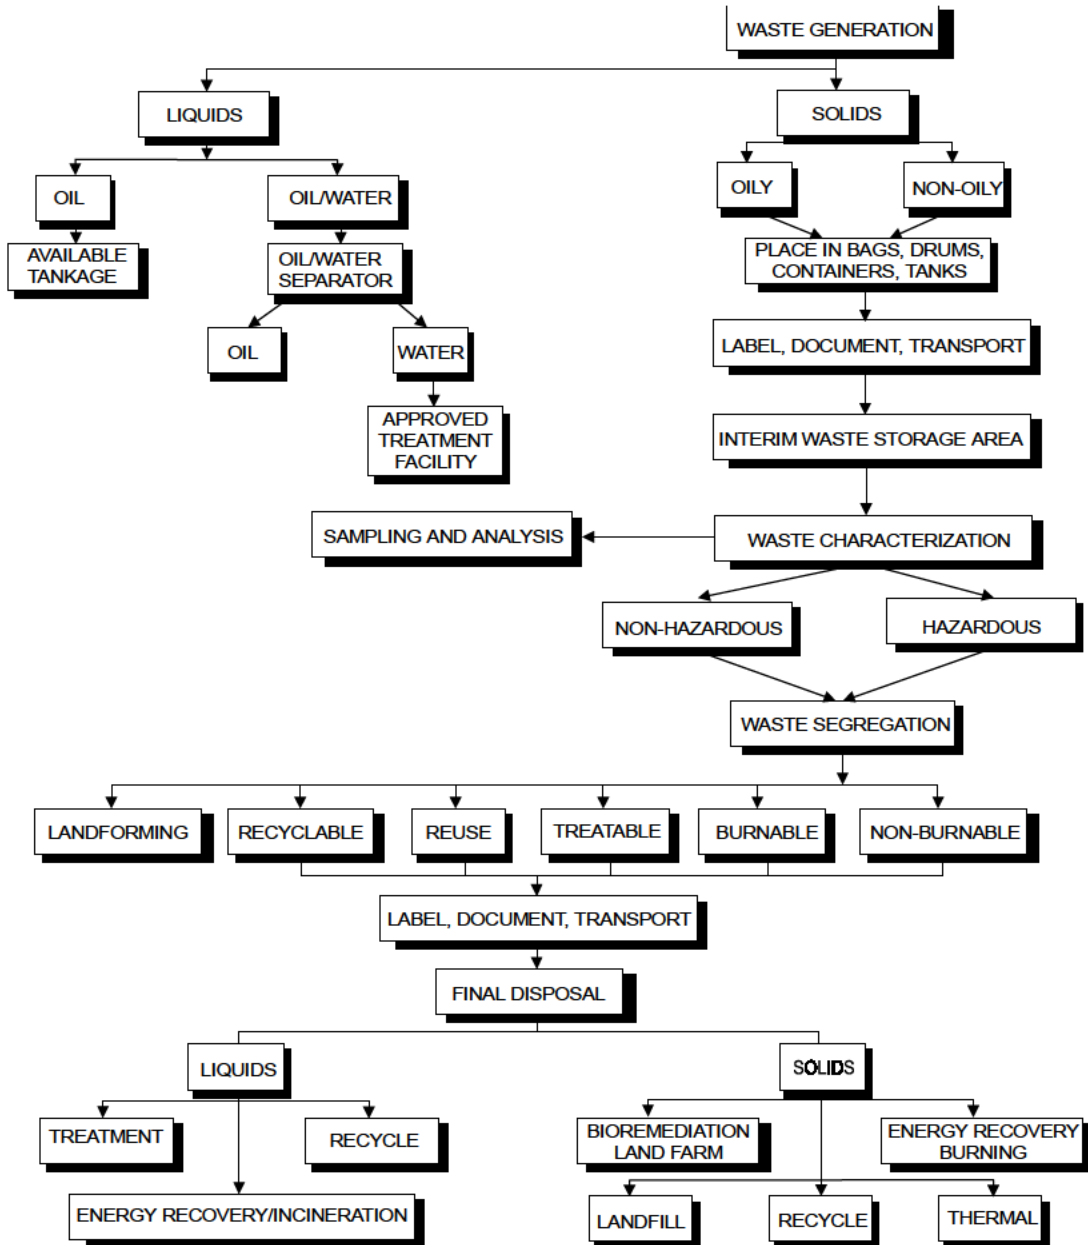 WASTE GENERATION
LIQUIDS
SOLIDS
OIL
OIL/WATER
OILY
NON-OILY
AVAILABLE
TANKAGE
OIL/WATER
SEPARATOR
PLACE IN BAGS, DRUMS,
CONTAINERS, TANKS
OIL
WATER
LABEL, DOCUMENT, TRANSPORT
APPROVED
TREATMENT
FACILITY
INTERIM WASTE STORAGE AREA
SAMPLING AND ANALYSIS
WASTE CHARACTERIZATION
NON-HAZARDOUS
HAZARDOUS
WASTE SEGREGATION
LANDFORMING
RECYCLABLE
REUSE
TREATABLE
BURNABLE
NON-BURNABLE
LABEL, DOCUMENT, TRANSPORT
FINAL DISPOSAL
LIQUIDS
SOLIDS
TREATMENT
RECYCLE
BIOREMEDIATION
LAND FARM
ENERGY RECOVERY
BURNING
ENERGY RECOVERY/INCINERATION
LANDFILL
RECYCLE
THERMAL